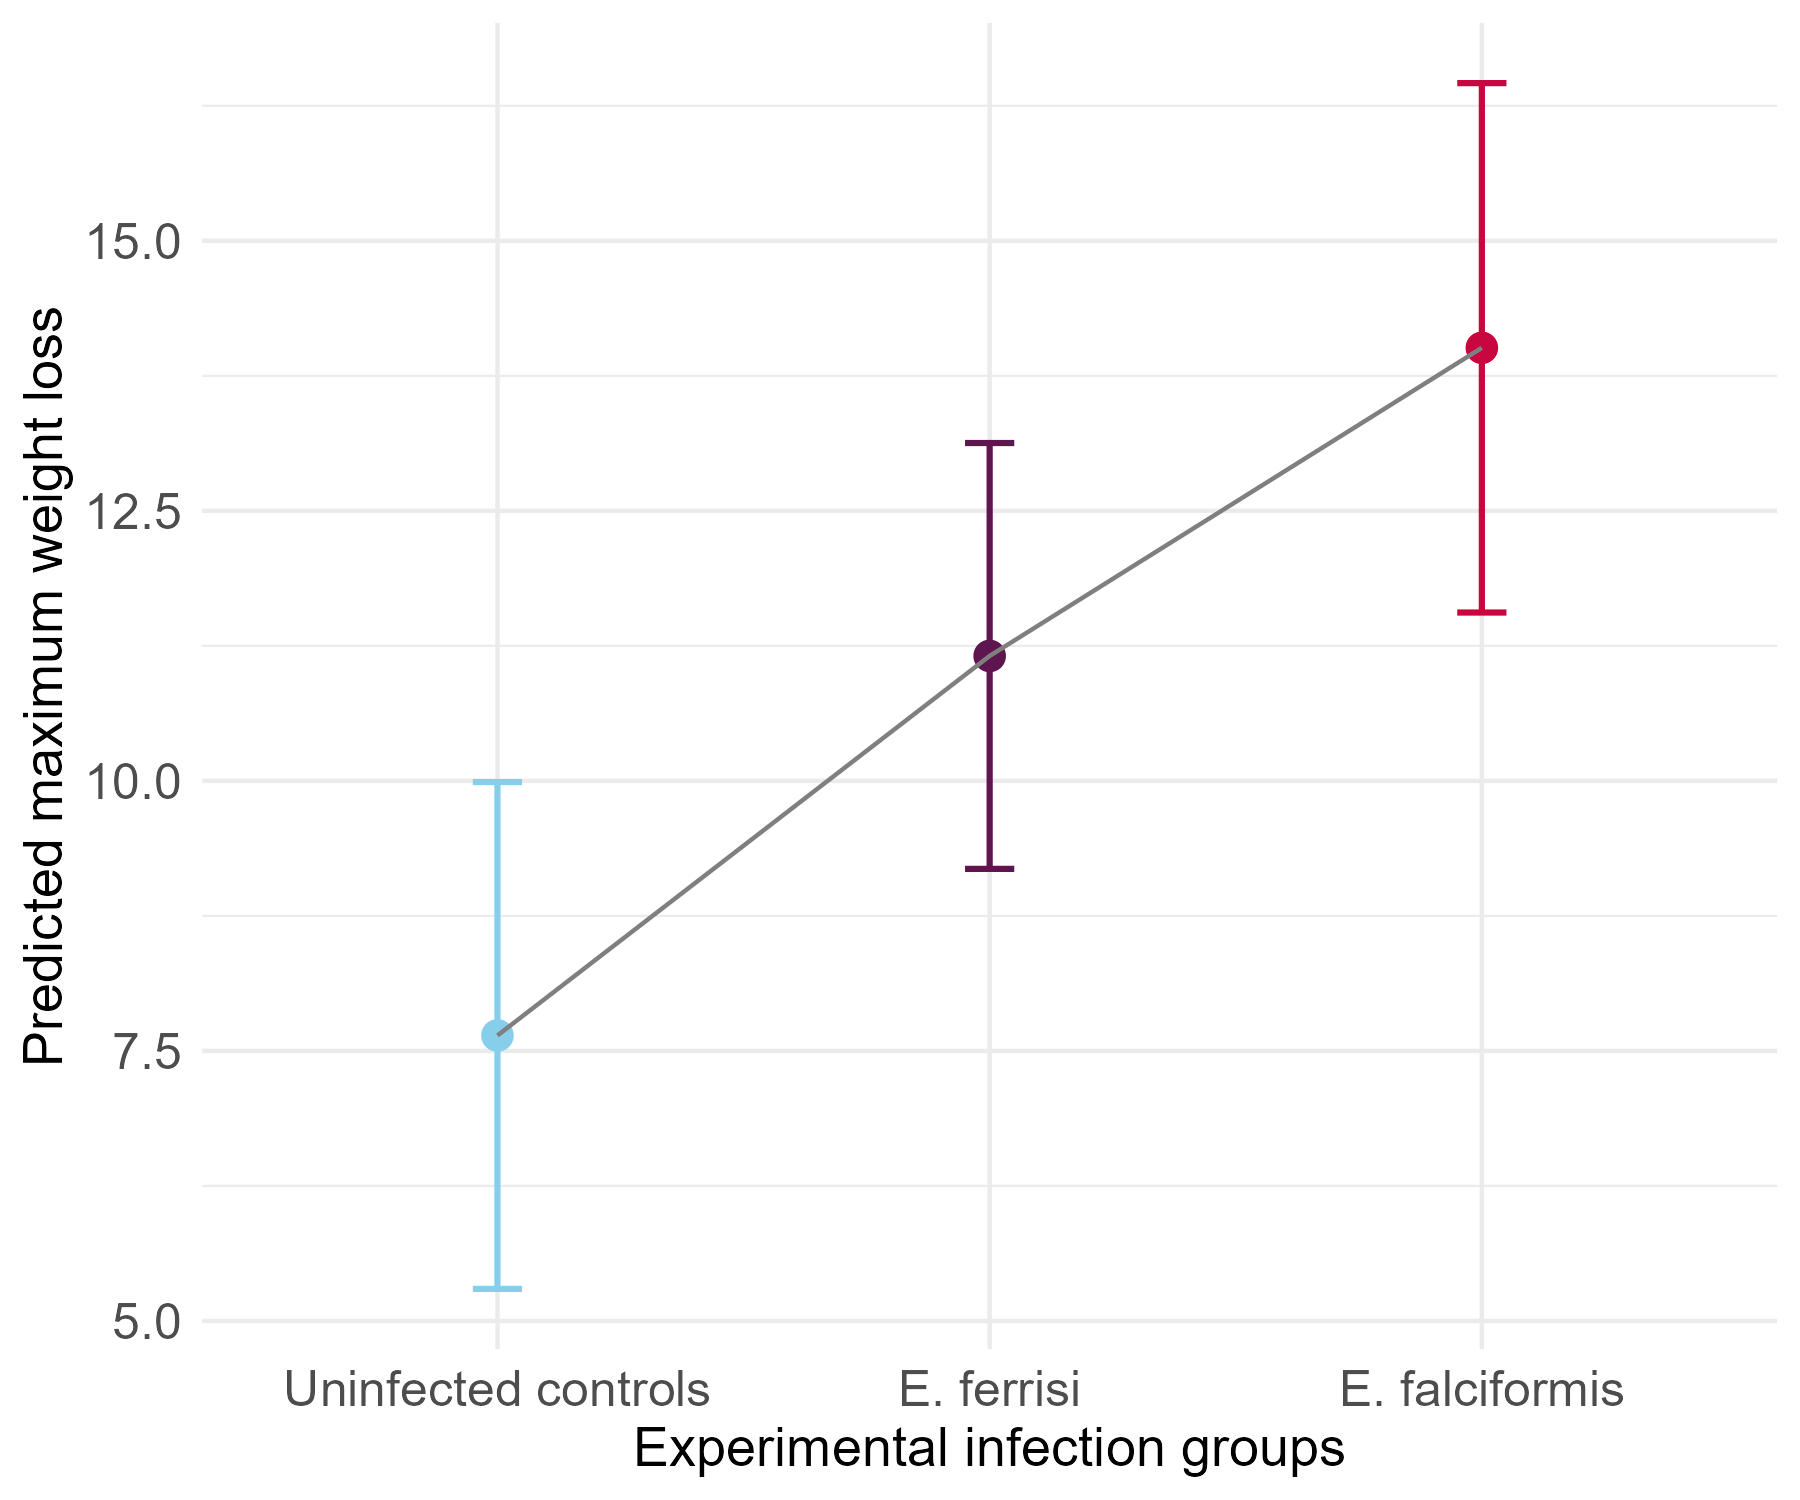 Predicted maximum weight loss
15.0
12.5
10.0
7.5
5.0
Uninfected controls
E. ferrisi
E. falciformis
Experimental infection groups